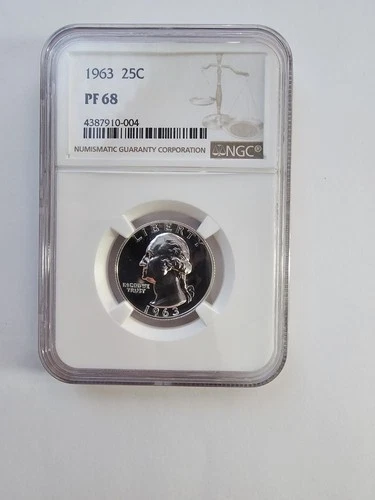 1963 25C
PF 68
4387910-004
NUMISMATIC GUARANTY CORPORATION
NGC®
LIBERTY
IN GOD WE
TRUST
1963